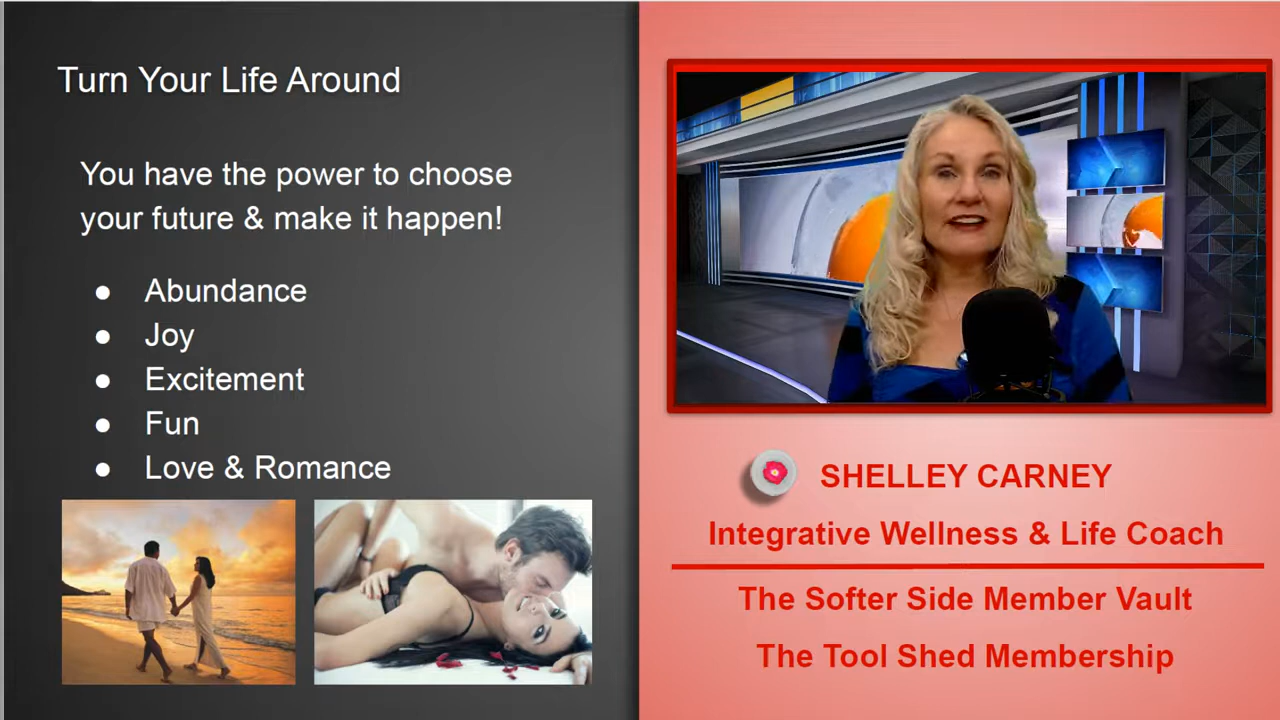 Turn Your Life Around
You have the power to choose
your future & make it happen!
● Abundance
● Joy
● Excitement
● Fun
● Love & Romance
SHELLEY CARNEY
Integrative Wellness & Life Coach
The Softer Side Member Vault
The Tool Shed Membership